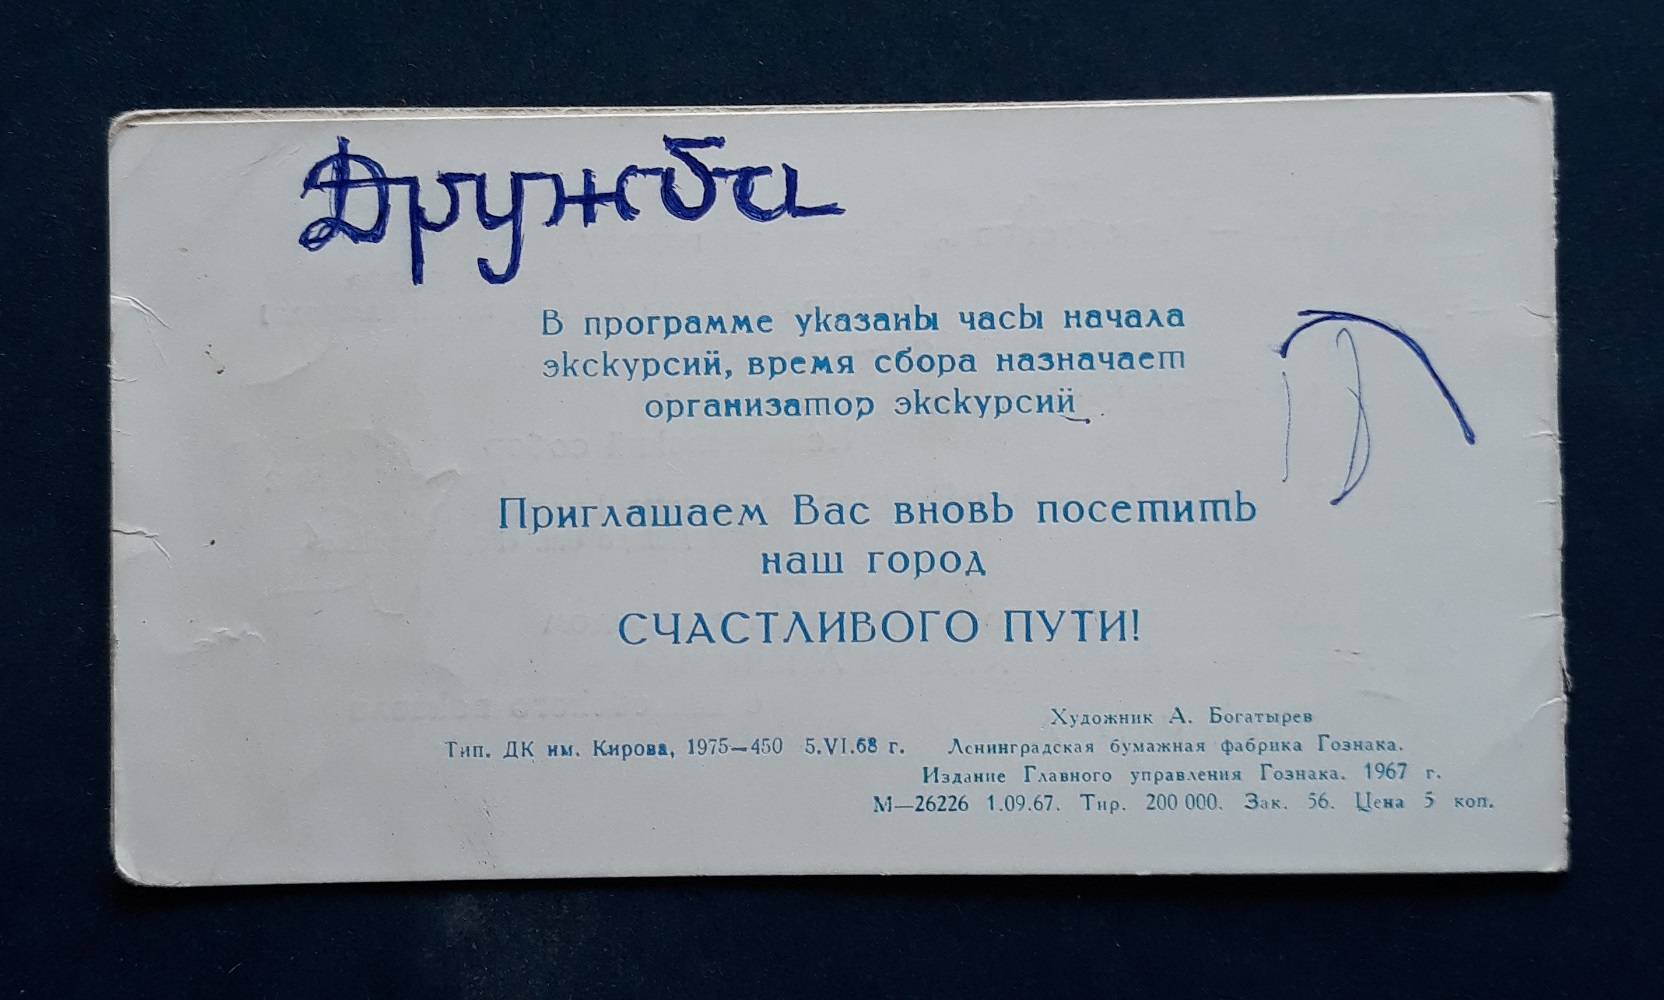 Дружба
В программе указаны часы начала
экскурсий, время сбора назначает
организатор экскурсий.
Приглашаем Вас вновь посетить
наш город
СЧАСТЛИВОГО ПУТИ!
Художник А. Богатырев
Тип. ДК им. Кирова, 1975—450 5.VI.68 г. Ленинградская бумажная фабрика Гознака.
Издание Главного управления Гознака. 1967 г.
М—26226 1.09.67. Тир. 200 000. Зак. 56. Цена 5 коп.